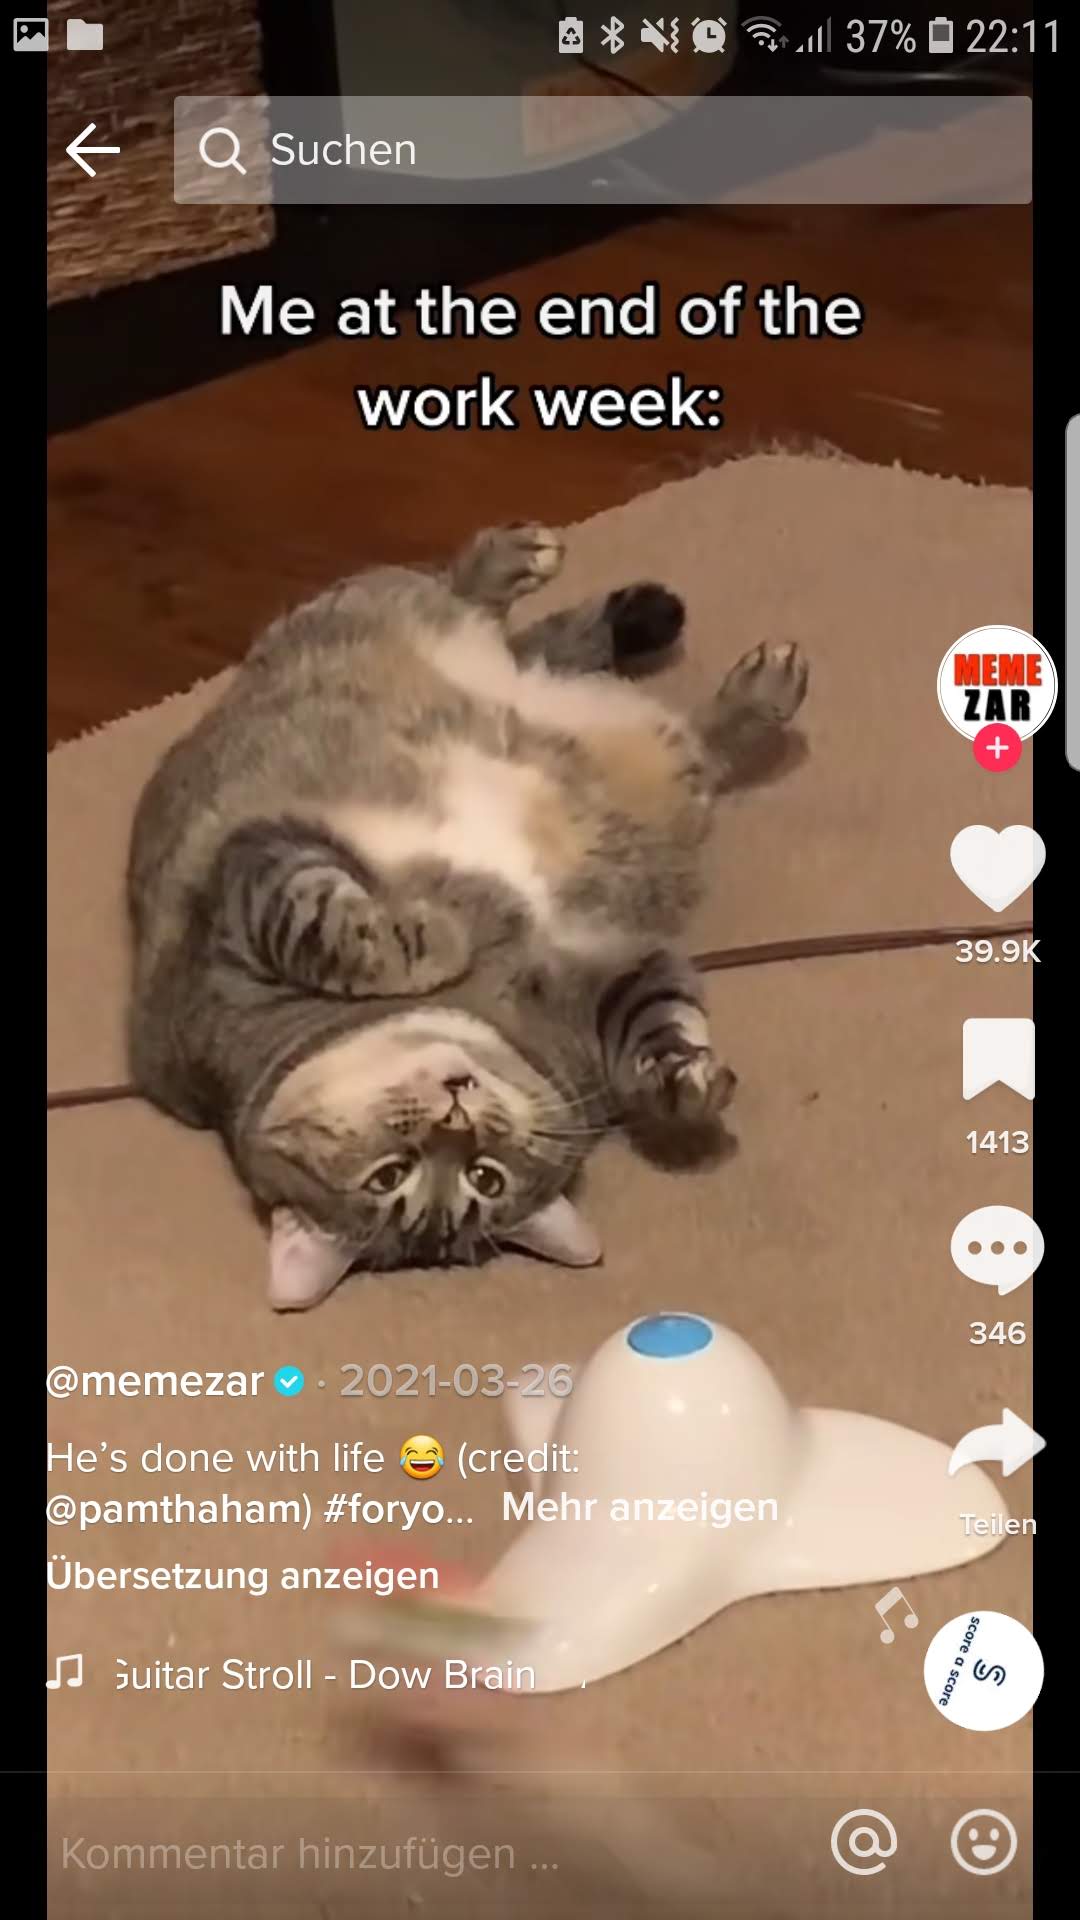 37% 22:11
Suchen
Me at the end of the
work week:
MEME
ZAR
39.9K
1413
346
@memezar · 2021-03-26
He's done with life 😂 (credit:
@pamthaham) #foryo... Mehr anzeigen
Teilen
Übersetzung anzeigen
Guitar Stroll - Dow Brain
score a score
Kommentar hinzufügen ...